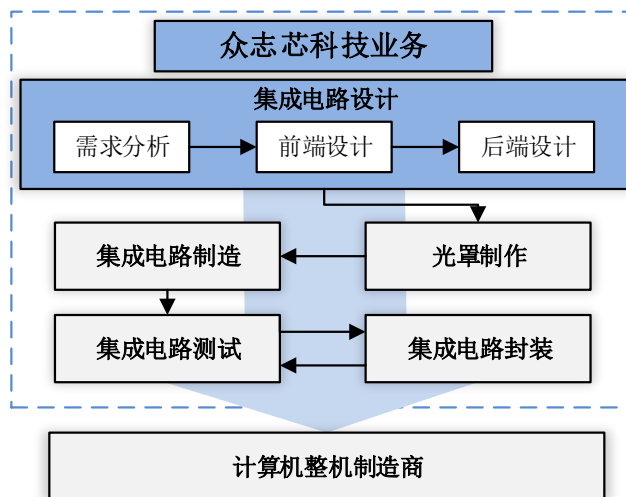 众志芯科技业务
集成电路设计
需求分析
前端设计
后端设计
集成电路制造
光罩制作
集成电路测试
集成电路封装
计算机整机制造商